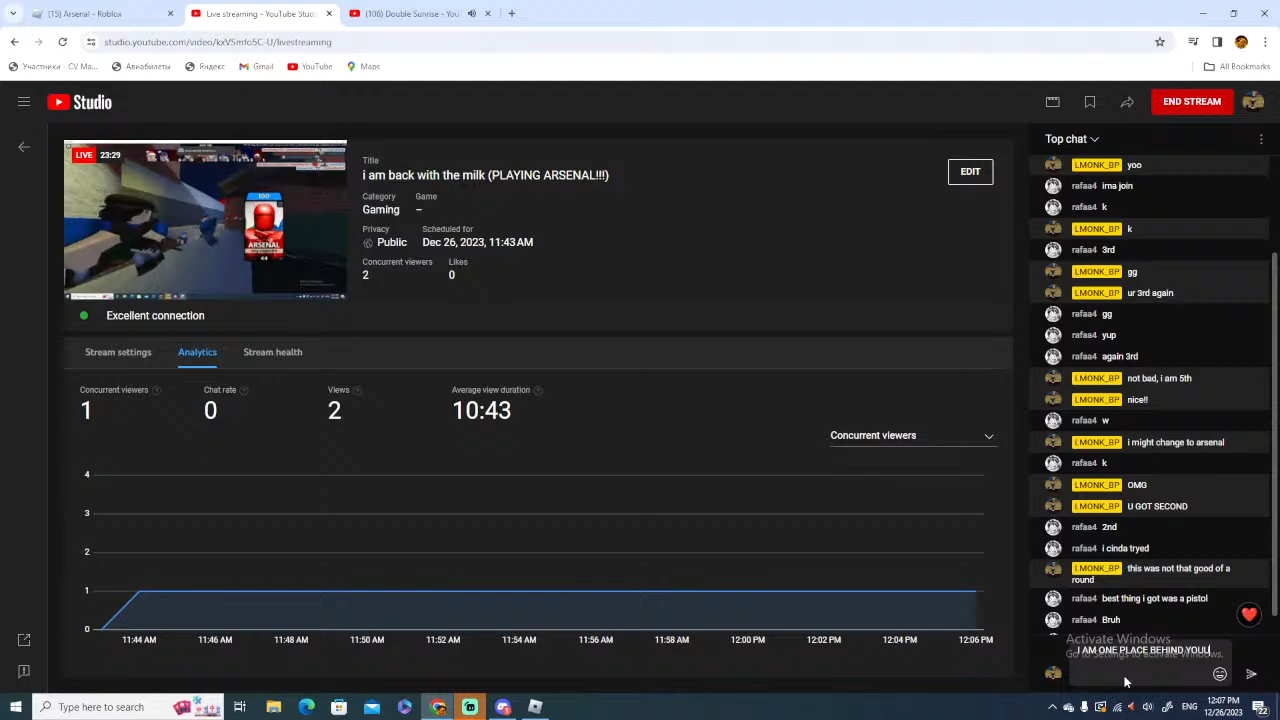 (15) Arsenal - Roblox
Live streaming - YouTube Studi
(106) Double Sunrise - You
studio.youtube.com/video/kxVSmfo5C-U/livestreaming
Участники - CV Ma...
Авиабилеты
Яндекс
Gmail
YouTube
Maps
All Bookmarks
Studio
END STREAM
LIVE 23:29
ARSENAL
Title
i am back with the milk (PLAYING ARSENAL!!!)
EDIT
Category Game
Gaming –
Privacy Scheduled for
Public Dec 26, 2023, 11:43 AM
Concurrent viewers Likes
2 0
Excellent connection
Stream settings Analytics Stream health
Concurrent viewers Chat rate Views Average view duration
1 0 2 10:43
Concurrent viewers
4
3
2
1
0
11:44 AM 11:46 AM 11:48 AM 11:50 AM 11:52 AM 11:54 AM 11:56 AM 11:58 AM 12:00 PM 12:02 PM 12:04 PM 12:06 PM
Top chat
LMONK_BP yoo
rafaa4 ima join
rafaa4 k
LMONK_BP k
rafaa4 3rd
LMONK_BP gg
LMONK_BP ur 3rd again
rafaa4 gg
rafaa4 yup
rafaa4 again 3rd
LMONK_BP not bad, i am 5th
LMONK_BP nice!!
rafaa4 w
LMONK_BP i might change to arsenal
rafaa4 k
LMONK_BP OMG
LMONK_BP U GOT SECOND
rafaa4 2nd
rafaa4 i cinda tryed
LMONK_BP this was not that good of a
round
rafaa4 best thing i got was a pistol
rafaa4 Bruh
Activate Windows
Go to Settings to activate Windows.
I AM ONE PLACE BEHIND YOUU
Type here to search
12:07 PM
12/26/2023
22